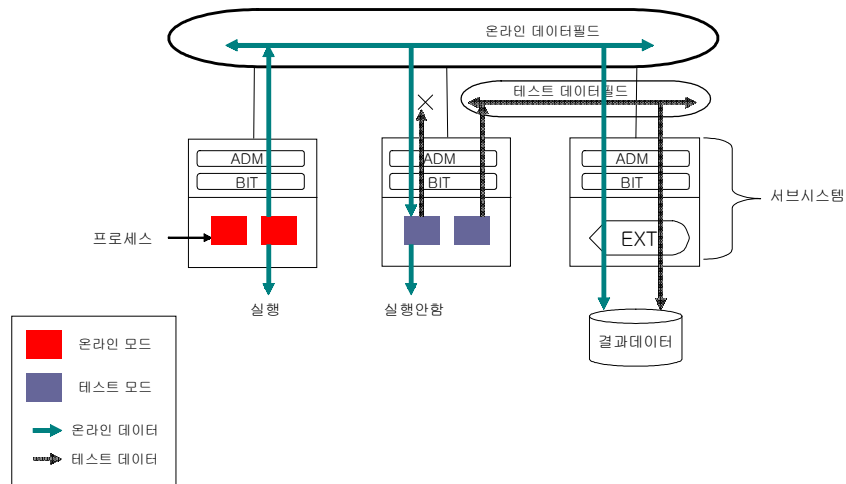 온라인 데이터필드
테스트 데이터필드
ADM
BIT
ADM
BIT
ADM
BIT
서브시스템
프로세스
EXT
실행
실행안함
결과데이터
온라인 모드
테스트 모드
온라인 데이터
테스트 데이터